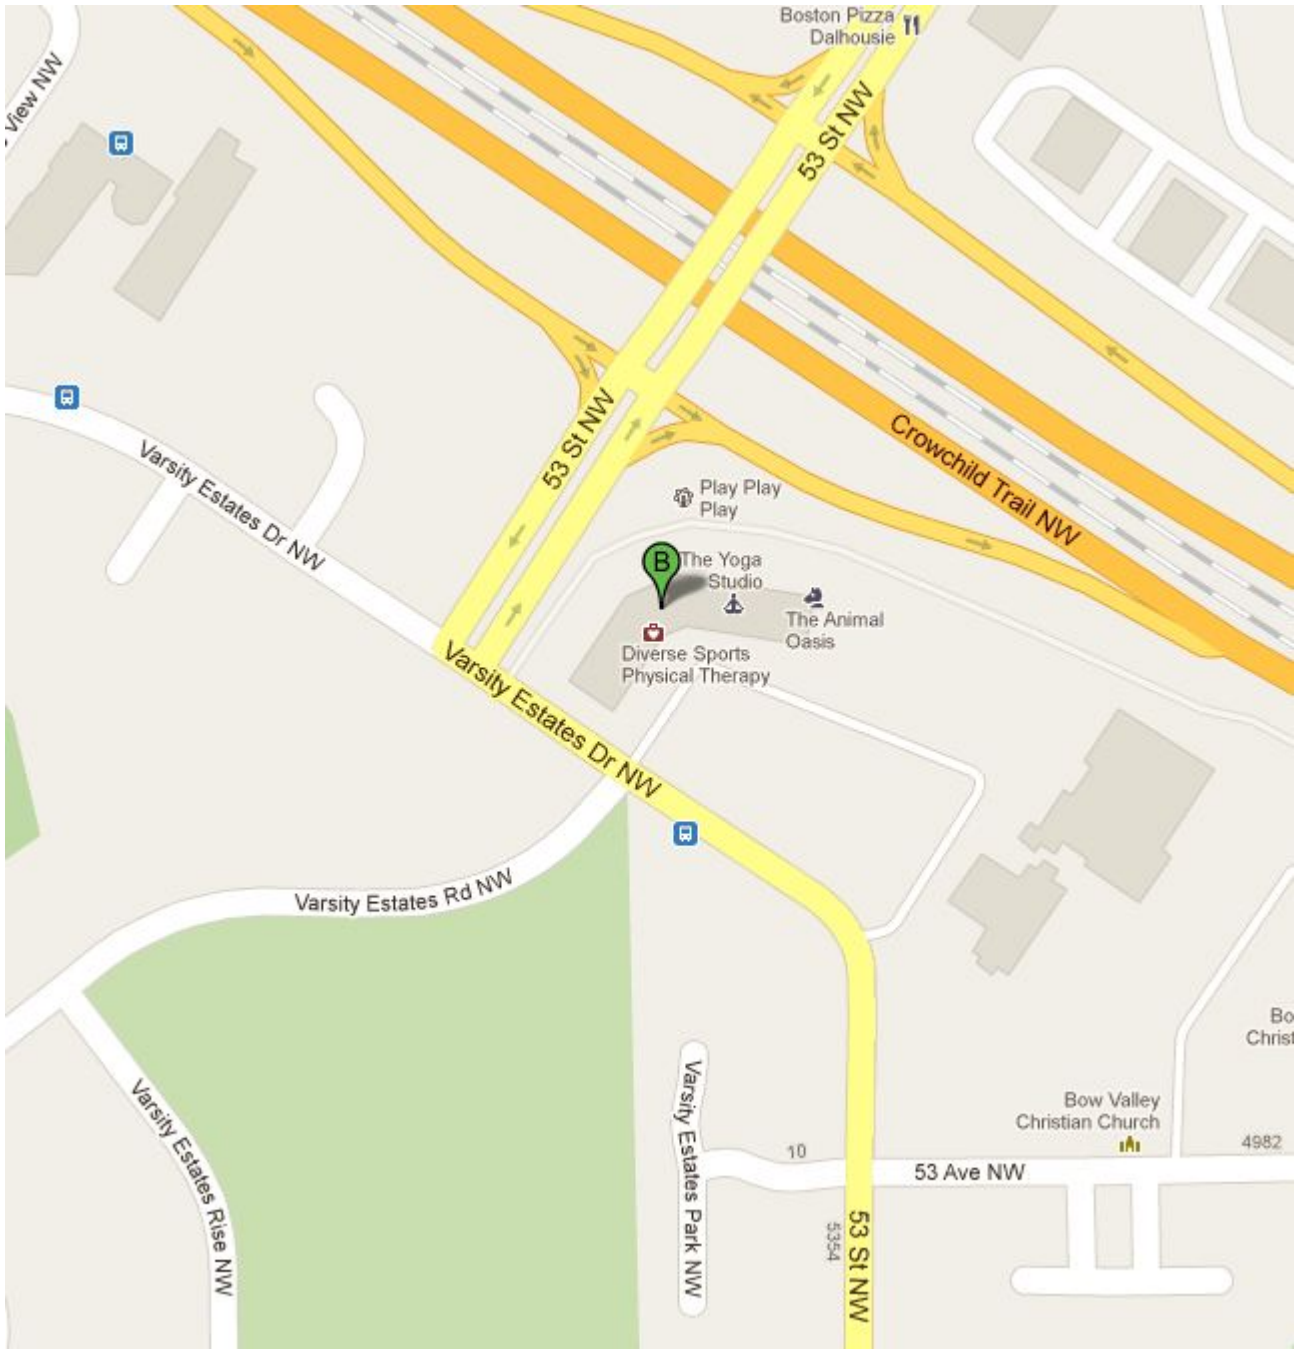 Boston Pizza
Dalhousie
View NW
53 St NW
53 St NW
Crowchild Trail NW
Varsity Estates Dr NW
Play Play
Play
B
The Yoga
Studio
The Animal
Oasis
Diverse Sports
Physical Therapy
Varsity Estates Dr NW
Varsity Estates Rd NW
Bo
Christ
Varsity Estates Rise NW
Varsity Estates Park NW
Bow Valley
Christian Church
10
4982
53 Ave NW
5354
53 St NW